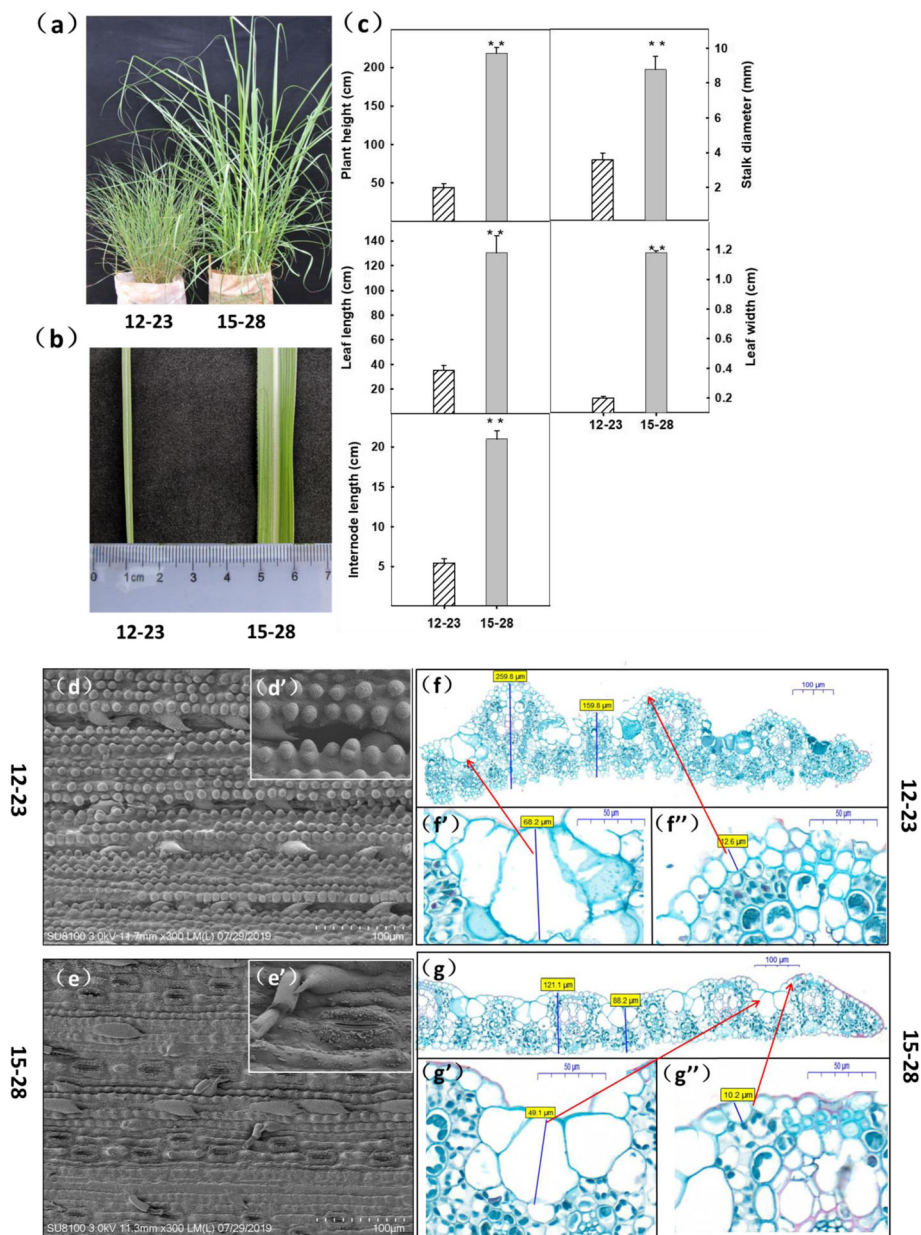 (a)
12-23 15-28
(b)
0 1cm 2 3 4 5 6 7
12-23 15-28
(c)
Plant height (cm)
200
150
100
50
**
**
Stalk diameter (mm)
10
8
6
4
2
Leaf length (cm)
140
120
100
80
60
40
20
**
**
Leaf width (cm)
1.2
1.0
0.8
0.6
0.4
0.2
12-23 15-28
Internode length (cm)
20
15
10
5
**
12-23 15-28
12-23
(d)
(d')
SU8100 3.0kV 11.7mm x300 LM(L) 07/29/2019
100μm
(f)
259.8 μm
159.8 μm
100 μm
(f')
68.2 μm
50 μm
(f'')
12.6 μm
50 μm
12-23
15-28
(e)
(e')
SU8100 3.0kV 11.3mm x300 LM(L) 07/29/2019
100μm
(g)
121.1 μm
88.2 μm
100 μm
(g')
49.1 μm
50 μm
(g'')
10.2 μm
50 μm
15-28